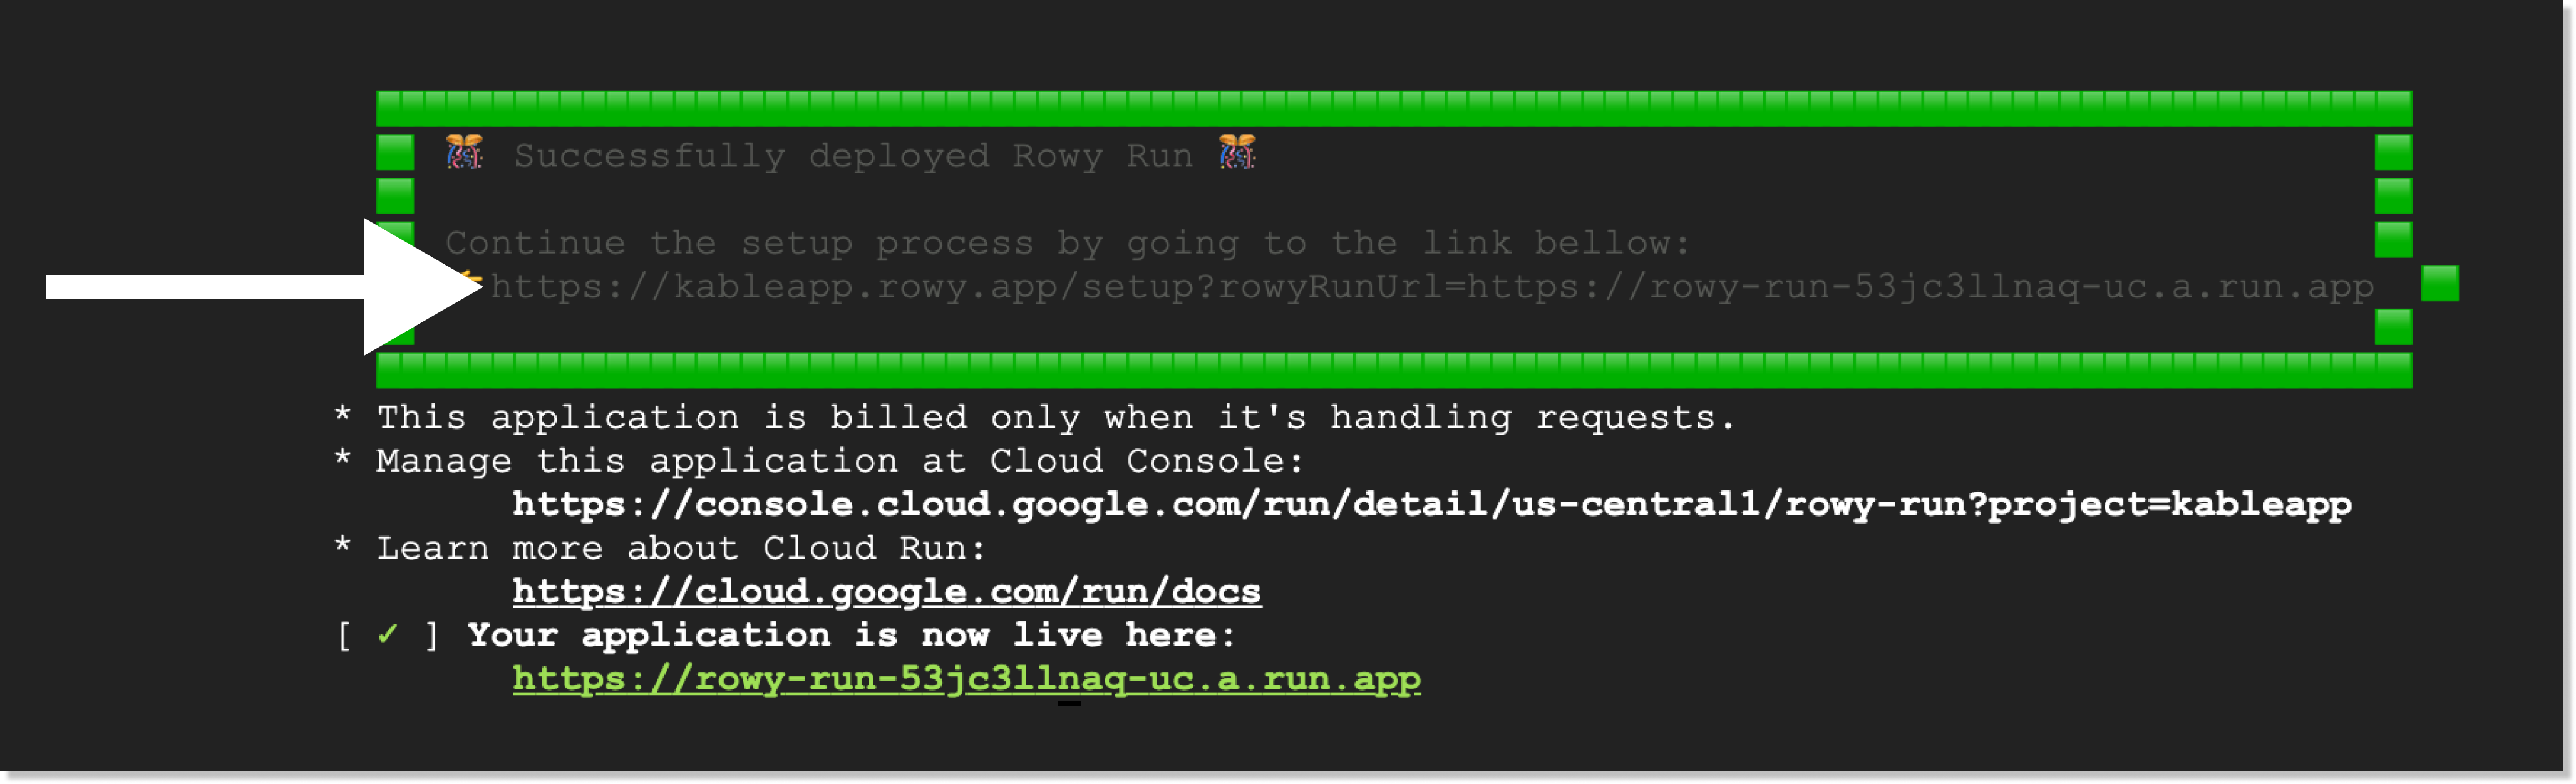 🎊 Successfully deployed Rowy Run 🎊
Continue the setup process by going to the link bellow:
https://kableapp.rowy.app/setup?rowyRunUrl=https://rowy-run-53jc3llnaq-uc.a.run.app
* This application is billed only when it's handling requests.
* Manage this application at Cloud Console:
https://console.cloud.google.com/run/detail/us-central1/rowy-run?project=kableapp
* Learn more about Cloud Run:
https://cloud.google.com/run/docs
[ ✓ ] Your application is now live here:
https://rowy-run-53jc3llnaq-uc.a.run.app